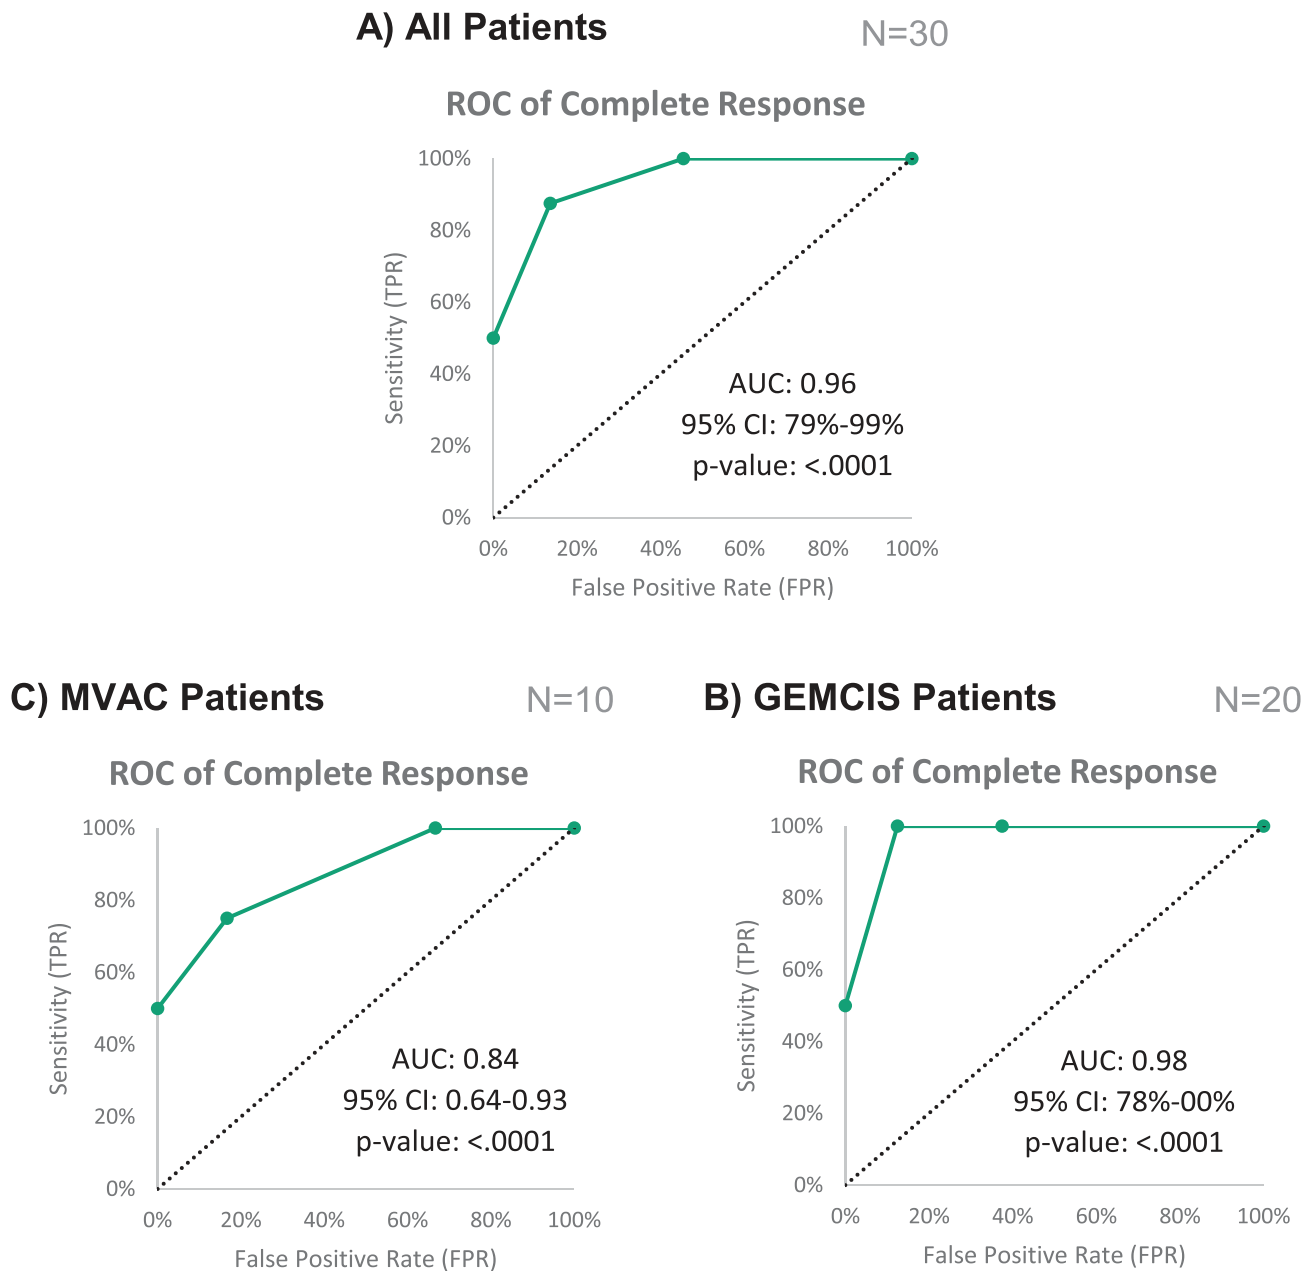 A) All Patients N=30
ROC of Complete Response
100%
80%
60%
40%
20%
0%
Sensitivity (TPR)
AUC: 0.96
95% CI: 79%-99%
p-value: <.0001
0% 20% 40% 60% 80% 100%
False Positive Rate (FPR)
C) MVAC Patients N=10
ROC of Complete Response
100%
80%
60%
40%
20%
0%
Sensitivity (TPR)
AUC: 0.84
95% CI: 0.64-0.93
p-value: <.0001
0% 20% 40% 60% 80% 100%
False Positive Rate (FPR)
B) GEMCIS Patients N=20
ROC of Complete Response
100%
80%
60%
40%
20%
0%
Sensitivity (TPR)
AUC: 0.98
95% CI: 78%-00%
p-value: <.0001
0% 20% 40% 60% 80% 100%
False Positive Rate (FPR)